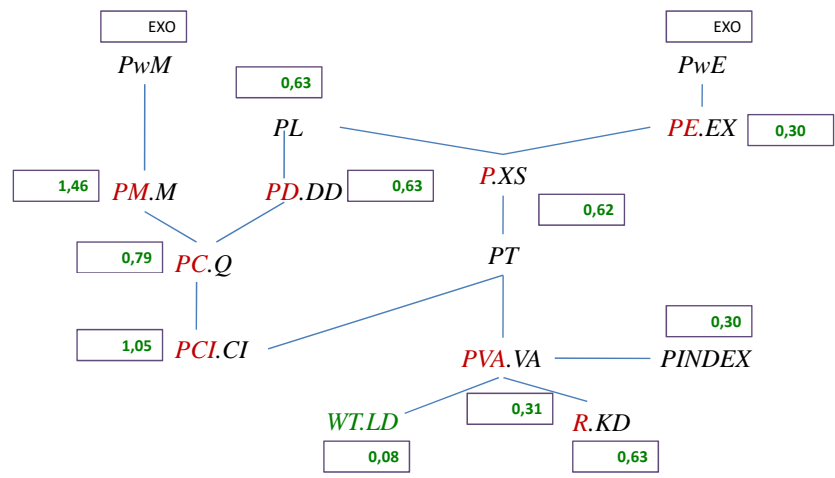 EXO
EXO
PwM
PwE
0,63
PL
PE.EX
0,30
1,46
PM.M
PD.DD
0,63
P.XS
0,62
0,79
PC.Q
PT
0,30
1,05
PCI.CI
PVA.VA
PINDEX
WT.LD
0,31
R.KD
0,08
0,63